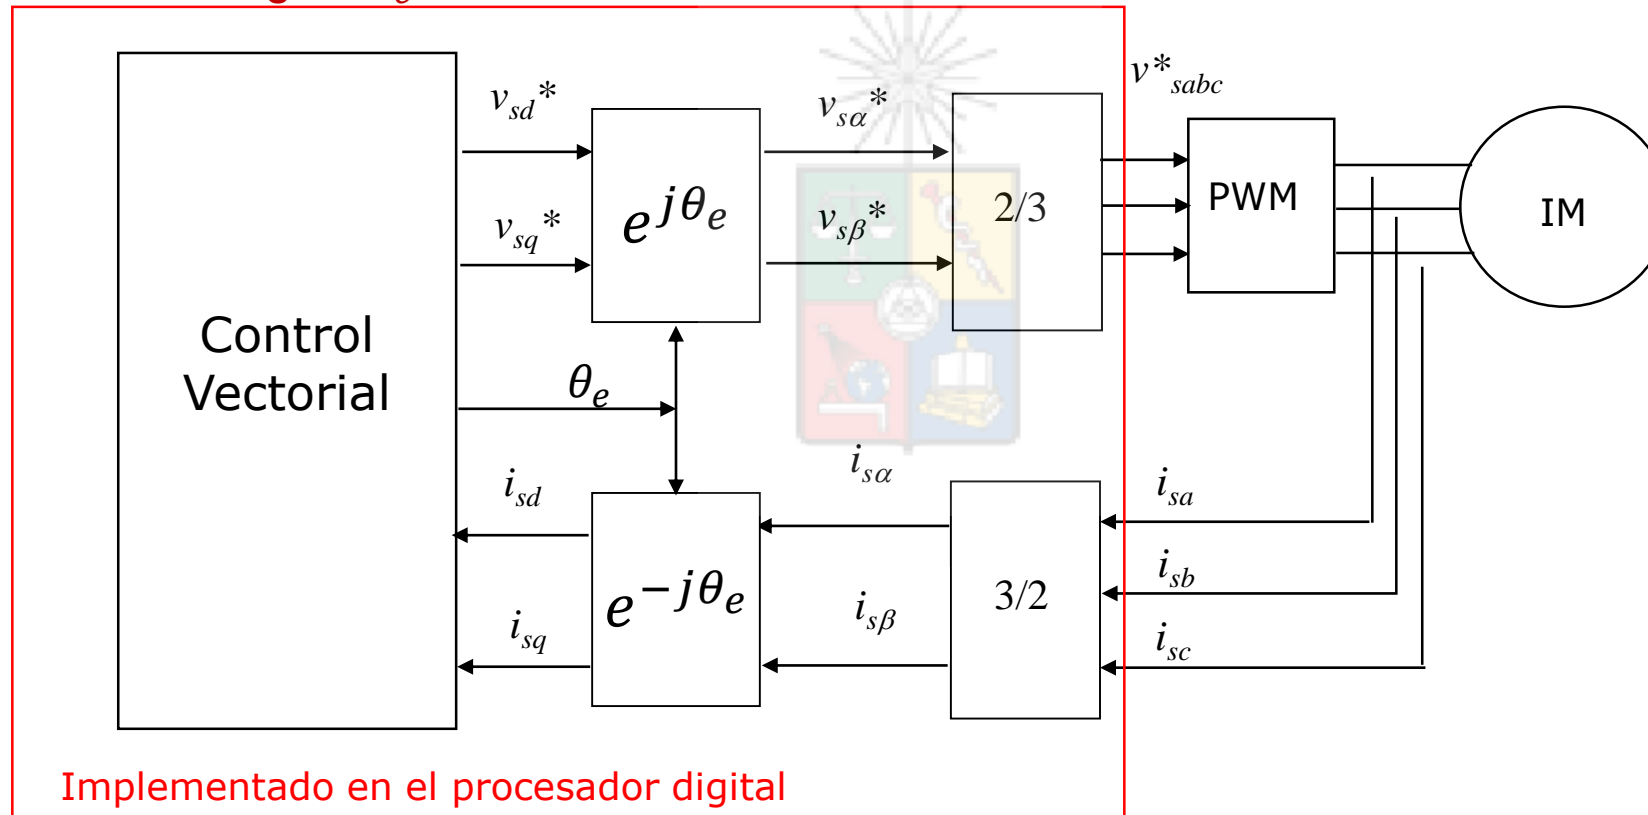 v*sabc
vsd*
vsα*
PWM
IM
e^jθe
2/3
vsq*
vsβ*
Control
Vectorial
θe
isα
isd
isa
e^-jθe
3/2
isb
isβ
isq
isc
Implementado en el procesador digital